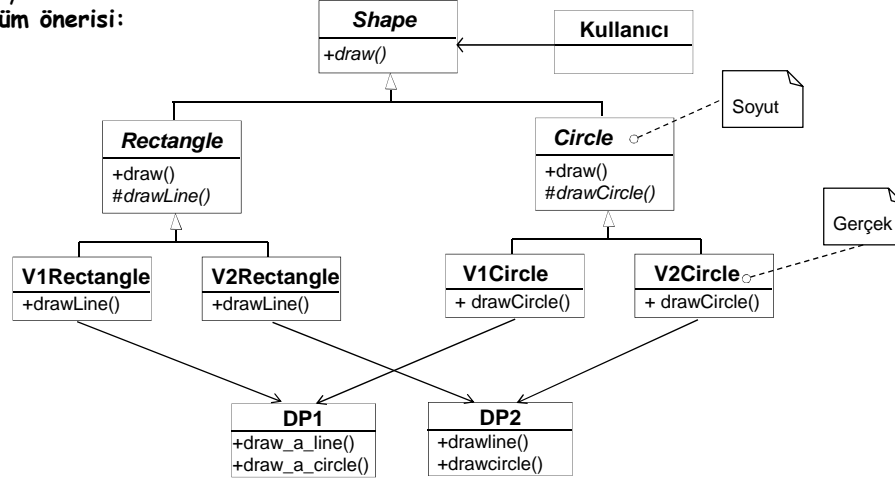 üm önerisi:
Shape
+draw()
Kullanıcı
Soyut
Rectangle
+draw()
#drawLine()
Circle
+draw()
#drawCircle()
Gerçek
V1Rectangle
+drawLine()
V2Rectangle
+drawLine()
V1Circle
+ drawCircle()
V2Circle
+ drawCircle()
DP1
+draw_a_line()
+draw_a_circle()
DP2
+drawline()
+drawcircle()